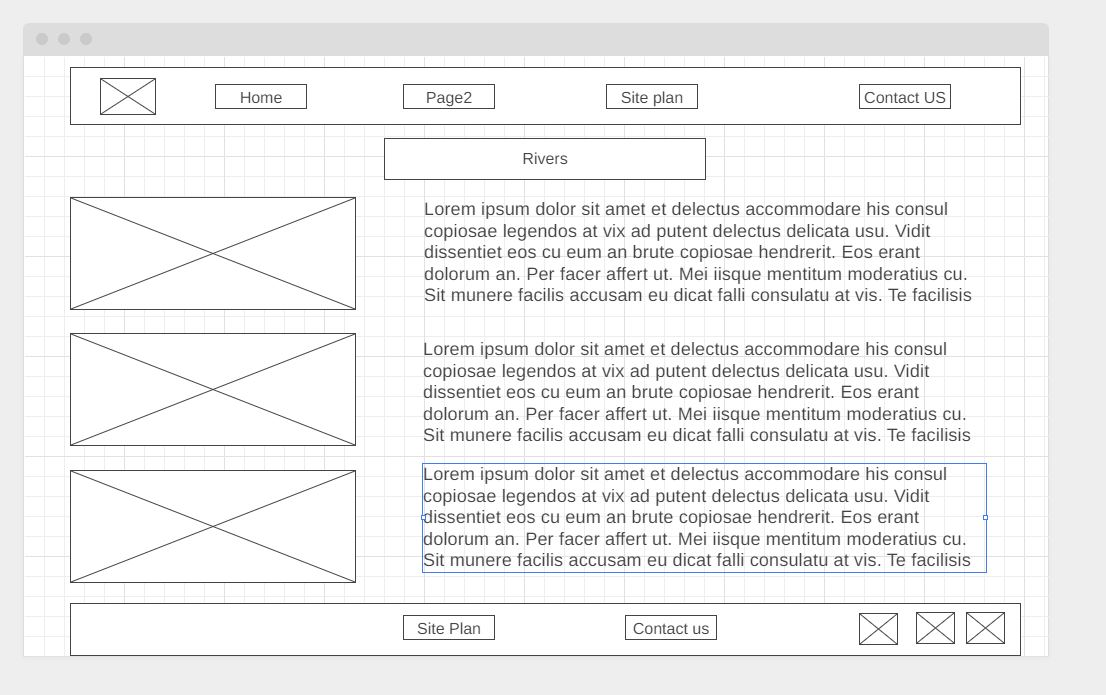 Home
Page2
Site plan
Contact US
Rivers
Lorem ipsum dolor sit amet et delectus accommodare his consul
copiosae legendos at vix ad putent delectus delicata usu. Vidit
dissentiet eos cu eum an brute copiosae hendrerit. Eos erant
dolorum an. Per facer affert ut. Mei iisque mentitum moderatius cu.
Sit munere facilis accusam eu dicat falli consulatu at vis. Te facilisis
Lorem ipsum dolor sit amet et delectus accommodare his consul
copiosae legendos at vix ad putent delectus delicata usu. Vidit
dissentiet eos cu eum an brute copiosae hendrerit. Eos erant
dolorum an. Per facer affert ut. Mei iisque mentitum moderatius cu.
Sit munere facilis accusam eu dicat falli consulatu at vis. Te facilisis
Lorem ipsum dolor sit amet et delectus accommodare his consul
copiosae legendos at vix ad putent delectus delicata usu. Vidit
dissentiet eos cu eum an brute copiosae hendrerit. Eos erant
dolorum an. Per facer affert ut. Mei iisque mentitum moderatius cu.
Sit munere facilis accusam eu dicat falli consulatu at vis. Te facilisis
Site Plan
Contact us